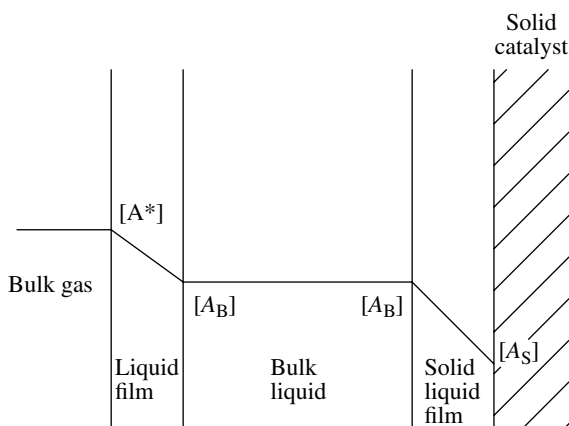 Solid
catalyst
[A*]
Bulk gas
[A_B]
[A_B]
[A_S]
Liquid
film
Bulk
liquid
Solid
liquid
film